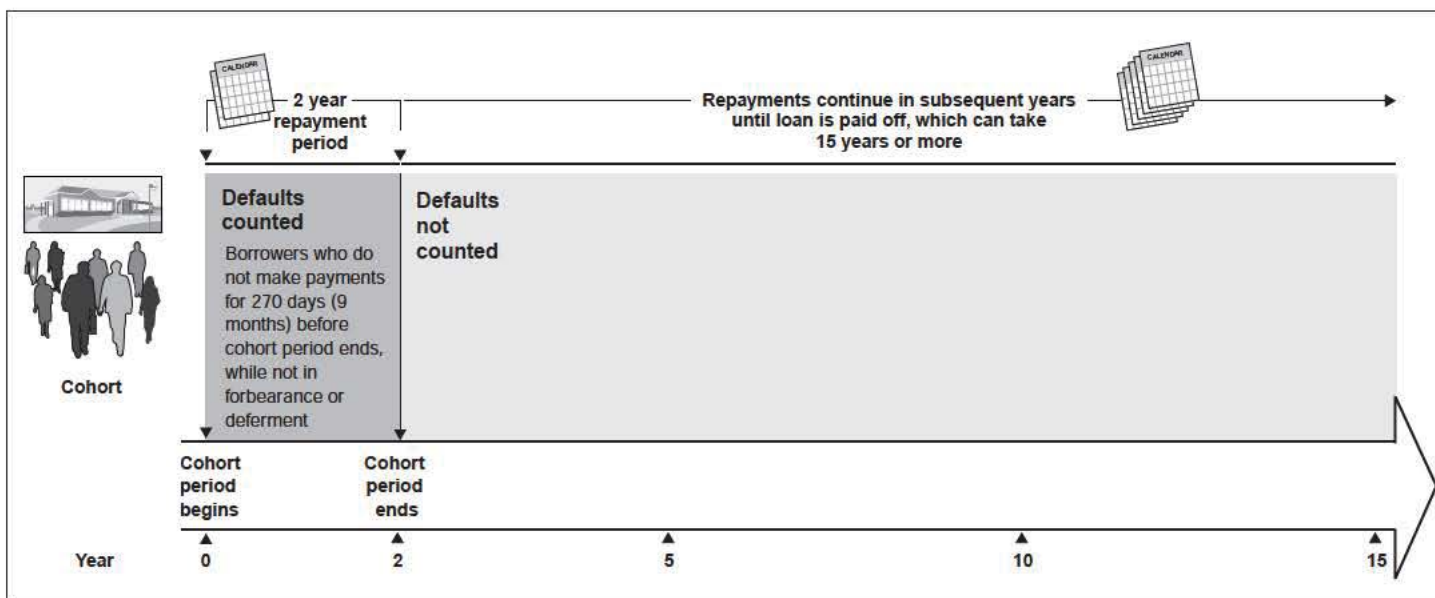 CALENDAR
CALENDAR
2 year
repayment
period
Repayments continue in subsequent years
until loan is paid off, which can take
15 years or more
Defaults
counted
Borrowers who do
not make payments
for 270 days (9
months) before
cohort period ends,
while not in
forbearance or
deferment
Defaults
not
counted
Cohort
Cohort
period
begins
Cohort
period
ends
Year 0 2 5 10 15